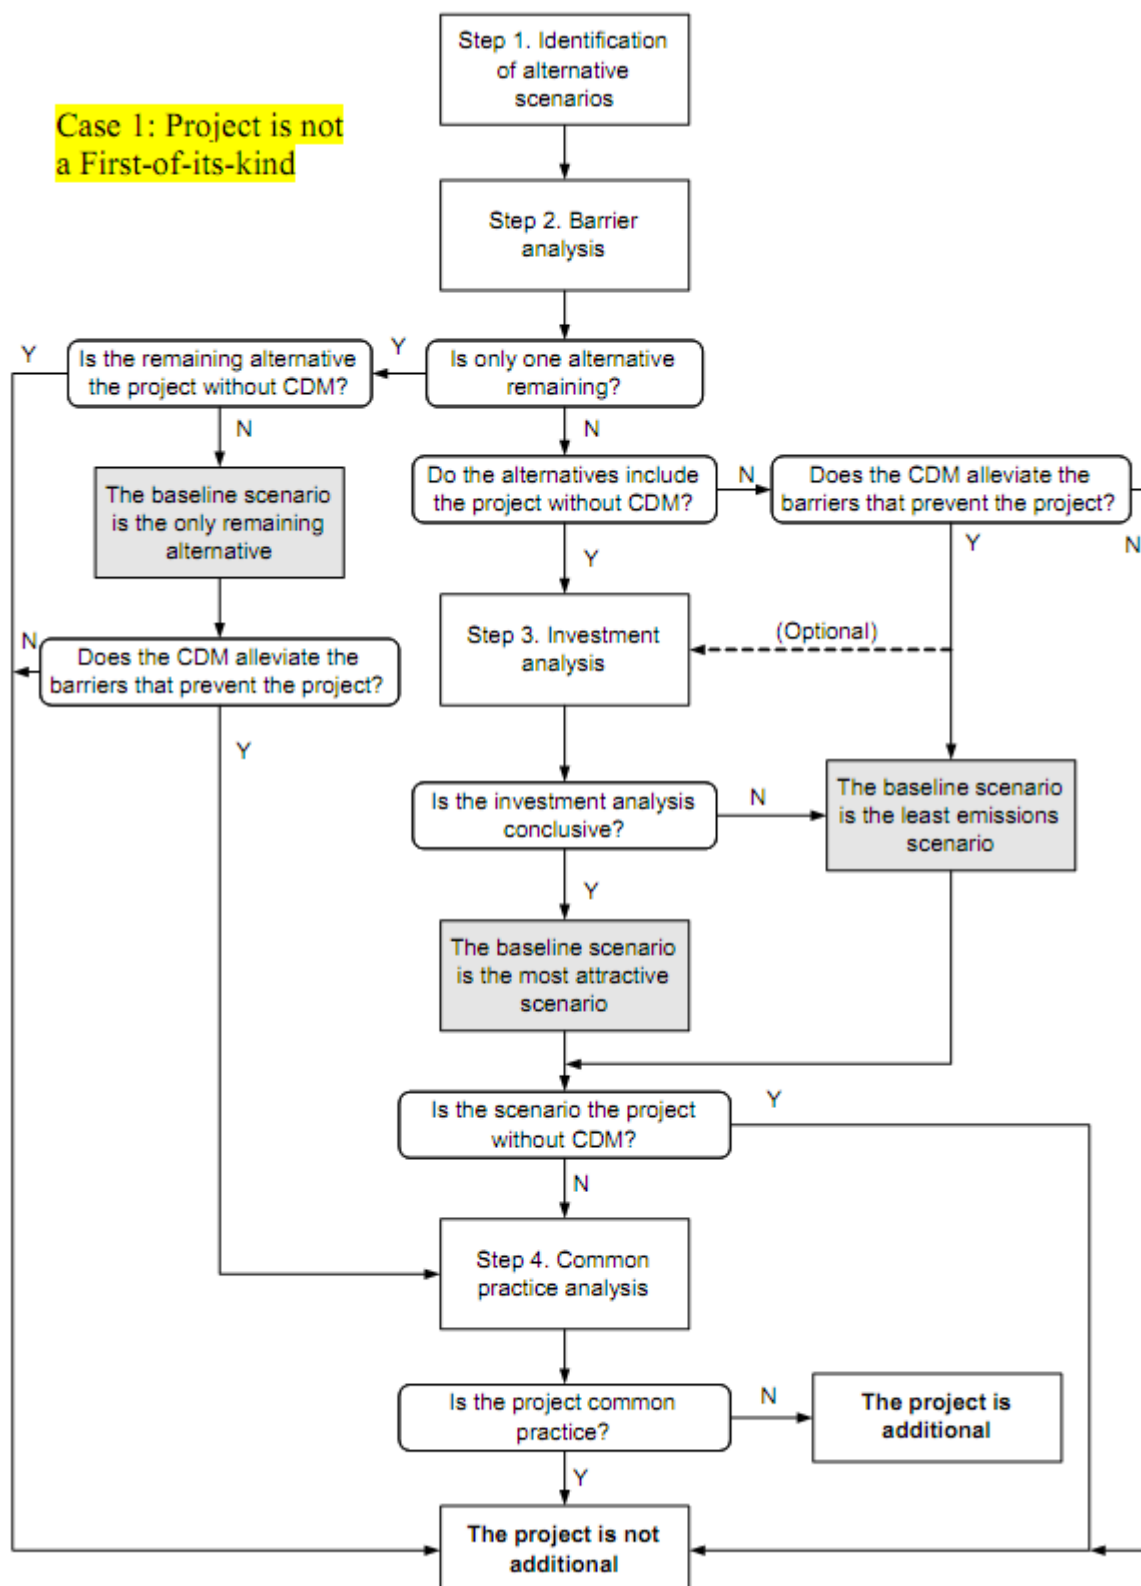 Step 1. Identification
of alternative
scenarios
Case 1: Project is not
a First-of-its-kind
Step 2. Barrier
analysis
Y
Is the remaining alternative
the project without CDM?
Y
Is only one alternative
remaining?
N
N
The baseline scenario
is the only remaining
alternative
Do the alternatives include
the project without CDM?
N
Does the CDM alleviate the
barriers that prevent the project?
Y
Y
N
Step 3. Investment
analysis
(Optional)
N
Does the CDM alleviate the
barriers that prevent the project?
Y
Is the investment analysis
conclusive?
N
The baseline scenario
is the least emissions
scenario
Y
The baseline scenario
is the most attractive
scenario
Is the scenario the project
without CDM?
Y
N
Step 4. Common
practice analysis
Is the project common
practice?
N
The project is
additional
Y
The project is not
additional